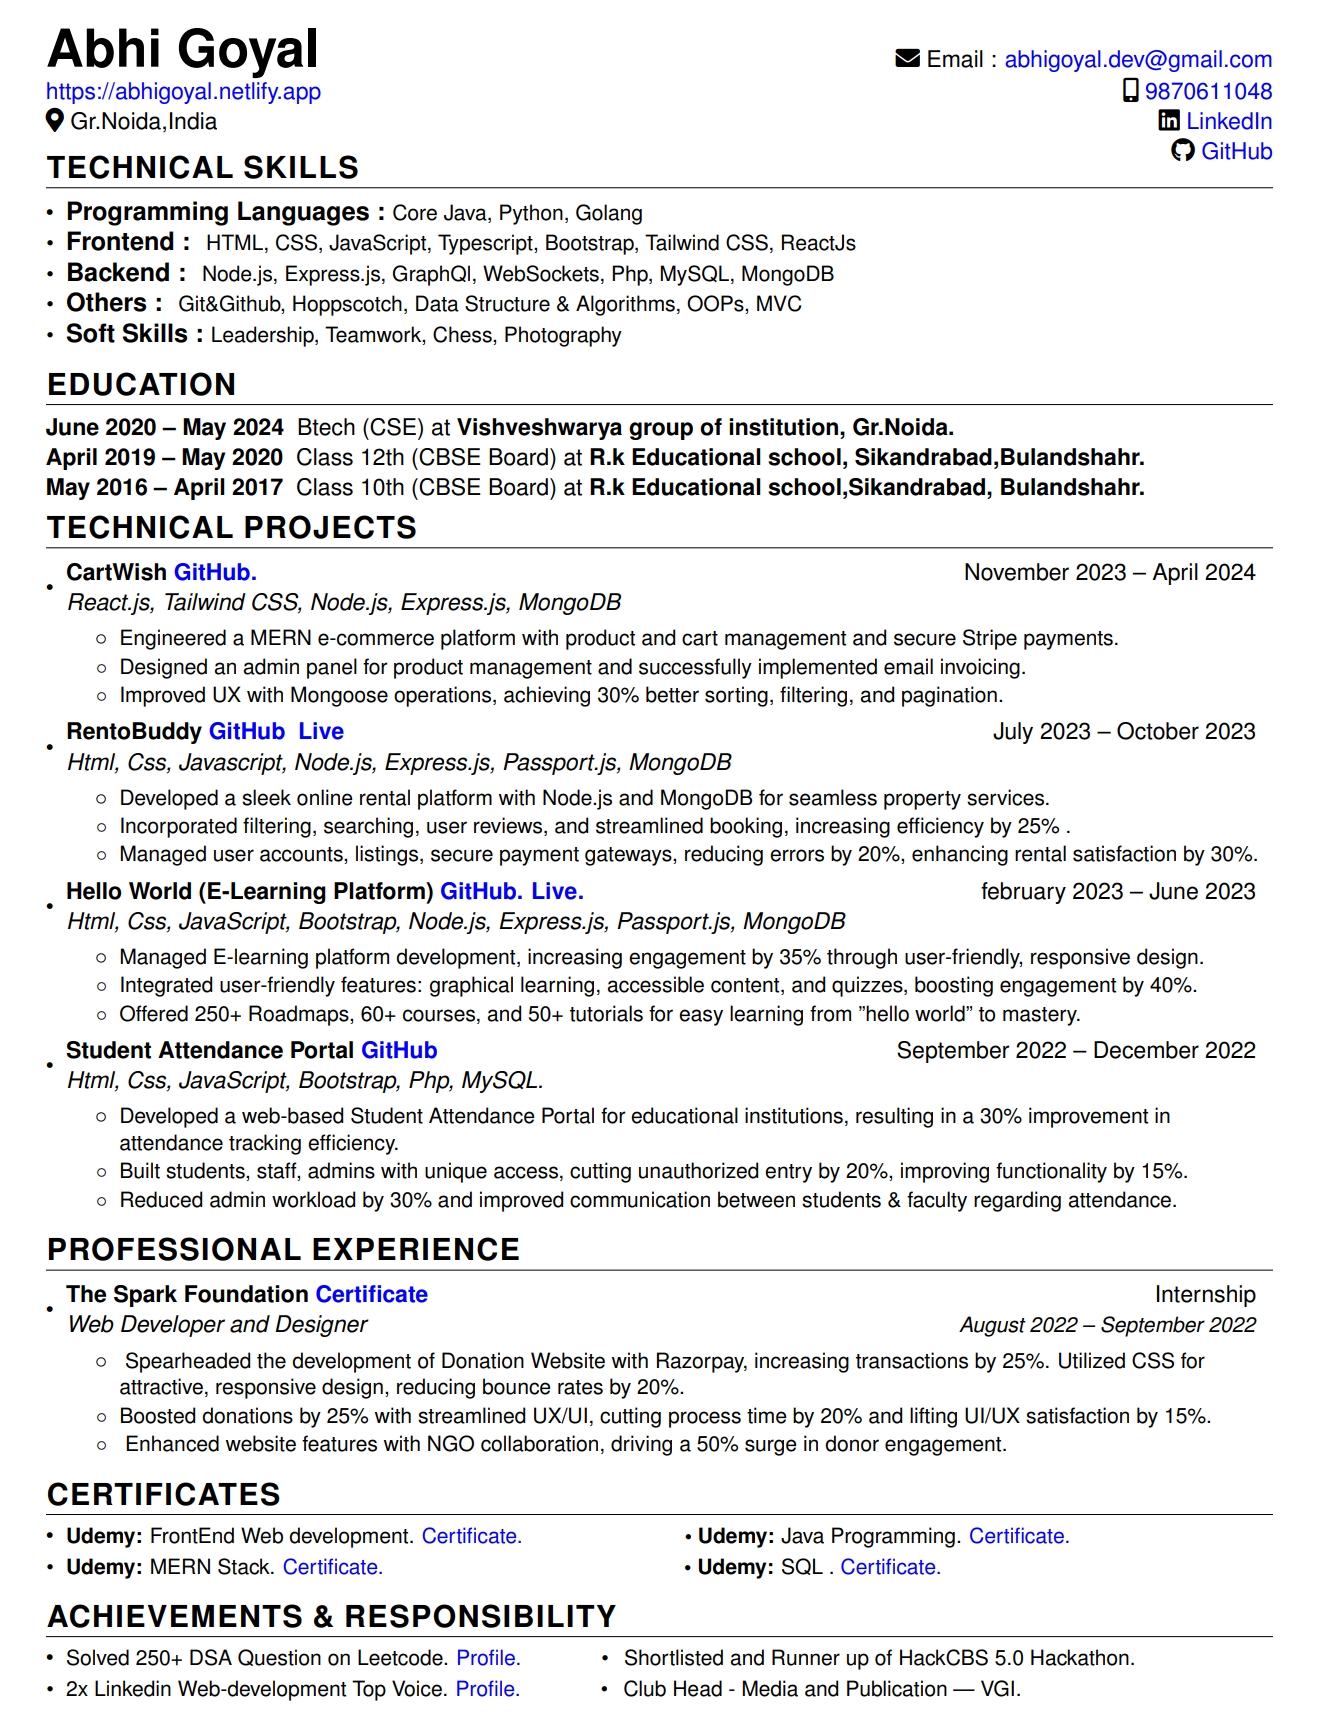 Abhi Goyal
https://abhigoyal.netlify.app
Gr.Noida,India
Email : abhigoyal.dev@gmail.com
9870611048
LinkedIn
GitHub
TECHNICAL SKILLS
• Programming Languages : Core Java, Python, Golang
• Frontend : HTML, CSS, JavaScript, Typescript, Bootstrap, Tailwind CSS, ReactJs
• Backend : Node.js, Express.js, GraphQl, WebSockets, Php, MySQL, MongoDB
• Others : Git&Github, Hoppscotch, Data Structure & Algorithms, OOPs, MVC
• Soft Skills : Leadership, Teamwork, Chess, Photography
EDUCATION
June 2020 – May 2024 Btech (CSE) at Vishveshwarya group of institution, Gr.Noida.
April 2019 – May 2020 Class 12th (CBSE Board) at R.k Educational school, Sikandrabad,Bulandshahr.
May 2016 – April 2017 Class 10th (CBSE Board) at R.k Educational school,Sikandrabad, Bulandshahr.
TECHNICAL PROJECTS
• CartWish GitHub. November 2023 – April 2024
React.js, Tailwind CSS, Node.js, Express.js, MongoDB
○ Engineered a MERN e-commerce platform with product and cart management and secure Stripe payments.
○ Designed an admin panel for product management and successfully implemented email invoicing.
○ Improved UX with Mongoose operations, achieving 30% better sorting, filtering, and pagination.
• RentoBuddy GitHub Live July 2023 – October 2023
Html, Css, Javascript, Node.js, Express.js, Passport.js, MongoDB
○ Developed a sleek online rental platform with Node.js and MongoDB for seamless property services.
○ Incorporated filtering, searching, user reviews, and streamlined booking, increasing efficiency by 25% .
○ Managed user accounts, listings, secure payment gateways, reducing errors by 20%, enhancing rental satisfaction by 30%.
• Hello World (E-Learning Platform) GitHub. Live. february 2023 – June 2023
Html, Css, JavaScript, Bootstrap, Node.js, Express.js, Passport.js, MongoDB
○ Managed E-learning platform development, increasing engagement by 35% through user-friendly, responsive design.
○ Integrated user-friendly features: graphical learning, accessible content, and quizzes, boosting engagement by 40%.
○ Offered 250+ Roadmaps, 60+ courses, and 50+ tutorials for easy learning from ”hello world” to mastery.
• Student Attendance Portal GitHub September 2022 – December 2022
Html, Css, JavaScript, Bootstrap, Php, MySQL.
○ Developed a web-based Student Attendance Portal for educational institutions, resulting in a 30% improvement in
attendance tracking efficiency.
○ Built students, staff, admins with unique access, cutting unauthorized entry by 20%, improving functionality by 15%.
○ Reduced admin workload by 30% and improved communication between students & faculty regarding attendance.
PROFESSIONAL EXPERIENCE
• The Spark Foundation Certificate Internship
Web Developer and Designer August 2022 – September 2022
○ Spearheaded the development of Donation Website with Razorpay, increasing transactions by 25%. Utilized CSS for
attractive, responsive design, reducing bounce rates by 20%.
○ Boosted donations by 25% with streamlined UX/UI, cutting process time by 20% and lifting UI/UX satisfaction by 15%.
○ Enhanced website features with NGO collaboration, driving a 50% surge in donor engagement.
CERTIFICATES
• Udemy: FrontEnd Web development. Certificate. • Udemy: Java Programming. Certificate.
• Udemy: MERN Stack. Certificate. • Udemy: SQL . Certificate.
ACHIEVEMENTS & RESPONSIBILITY
• Solved 250+ DSA Question on Leetcode. Profile. • Shortlisted and Runner up of HackCBS 5.0 Hackathon.
• 2x Linkedin Web-development Top Voice. Profile. • Club Head - Media and Publication — VGI.